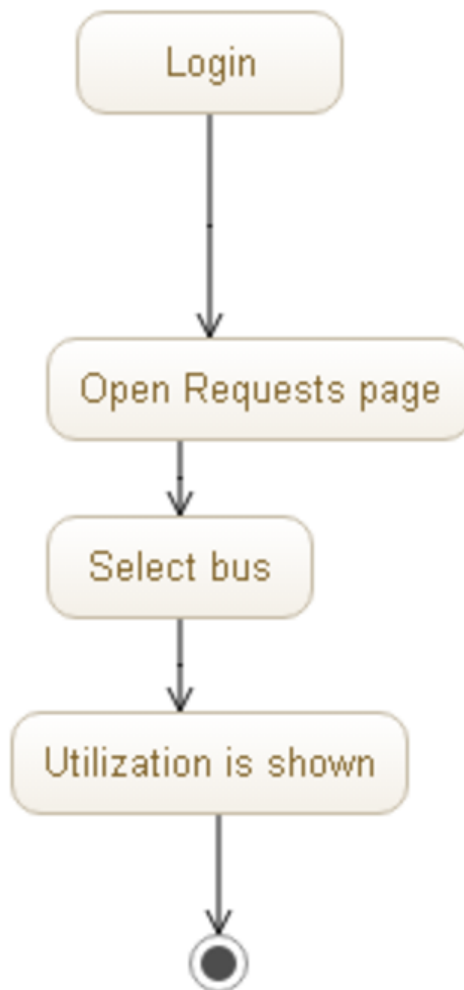 Login
Open Requests page
Select bus
Utilization is shown